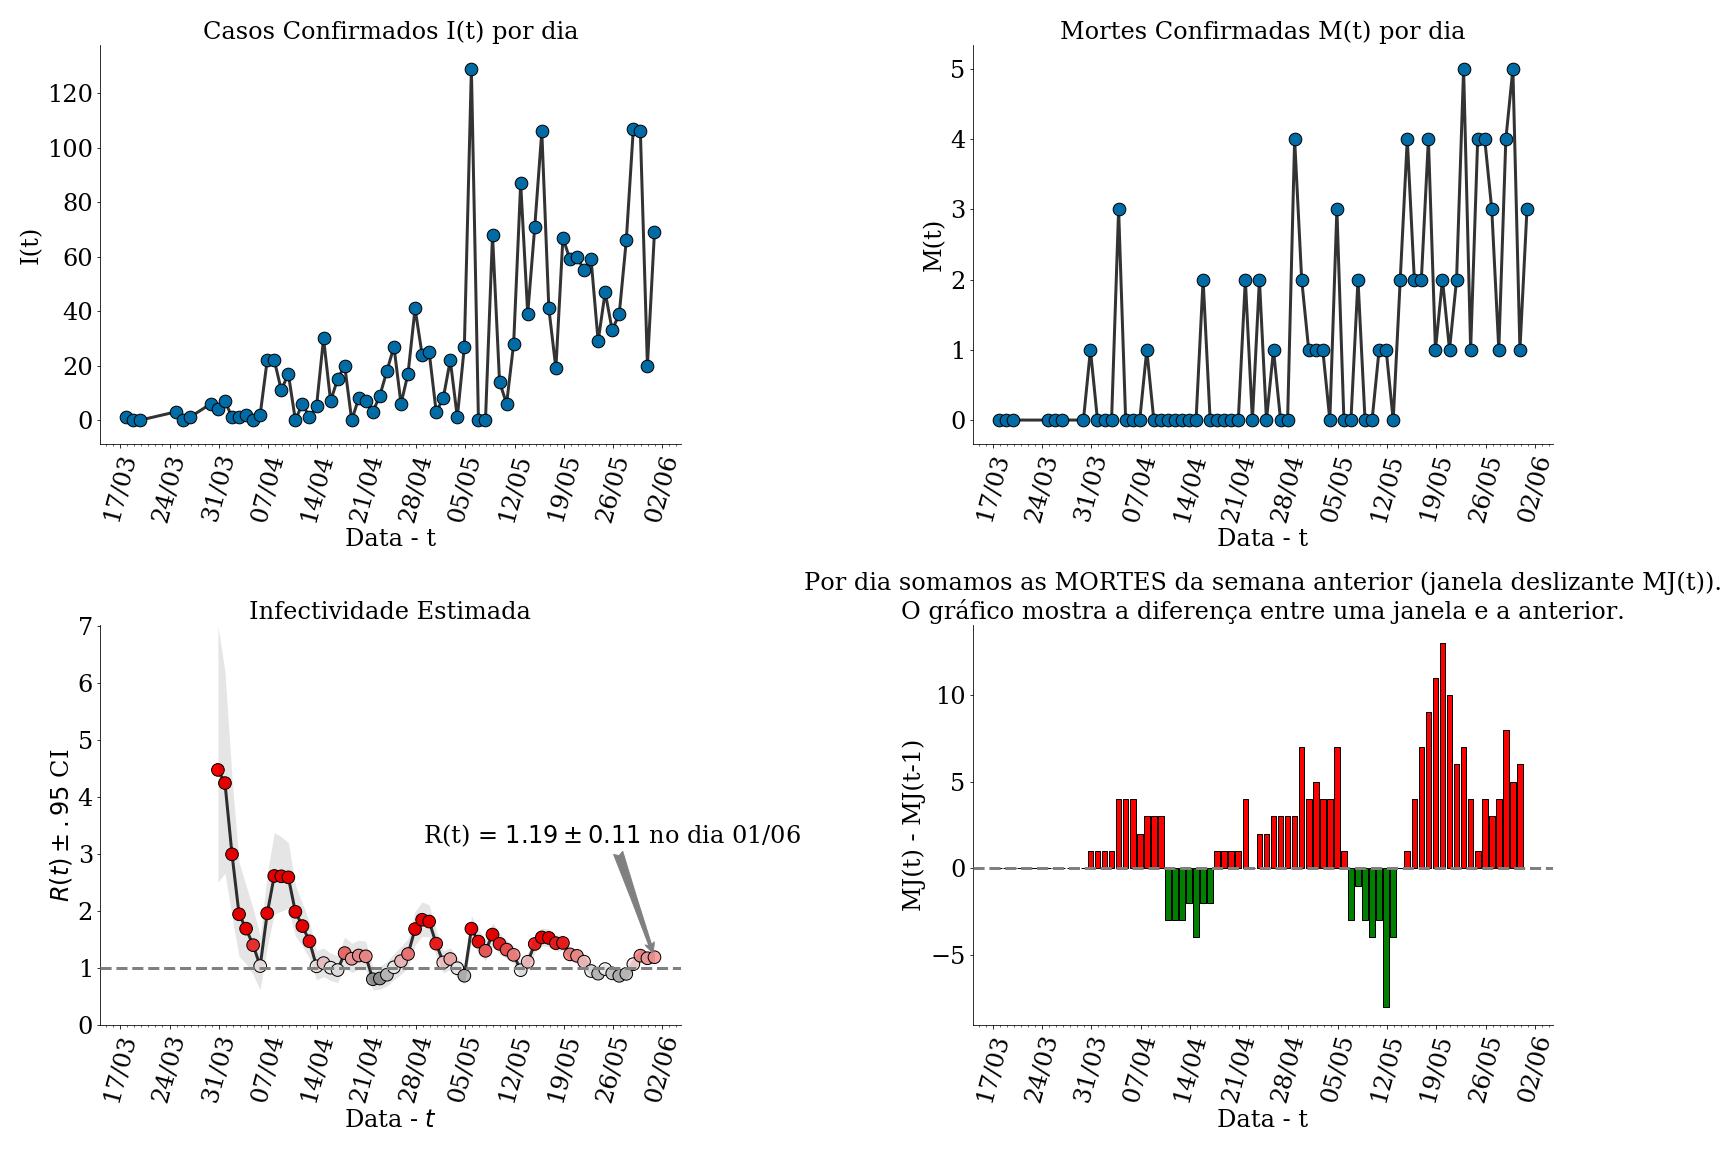 Casos Confirmados I(t) por dia
I(t)
120
100
80
60
40
20
0
17/03 24/03 31/03 07/04 14/04 21/04 28/04 05/05 12/05 19/05 26/05 02/06
Data - t
Mortes Confirmadas M(t) por dia
M(t)
5
4
3
2
1
0
17/03 24/03 31/03 07/04 14/04 21/04 28/04 05/05 12/05 19/05 26/05 02/06
Data - t
Infectividade Estimada
R(t) ± .95 CI
7
6
5
4
3
2
1
0
R(t) = 1.19 ± 0.11 no dia 01/06
17/03 24/03 31/03 07/04 14/04 21/04 28/04 05/05 12/05 19/05 26/05 02/06
Data - t
Por dia somamos as MORTES da semana anterior (janela deslizante MJ(t)).
O gráfico mostra a diferença entre uma janela e a anterior.
MJ(t) - MJ(t-1)
10
5
0
−5
17/03 24/03 31/03 07/04 14/04 21/04 28/04 05/05 12/05 19/05 26/05 02/06
Data - t